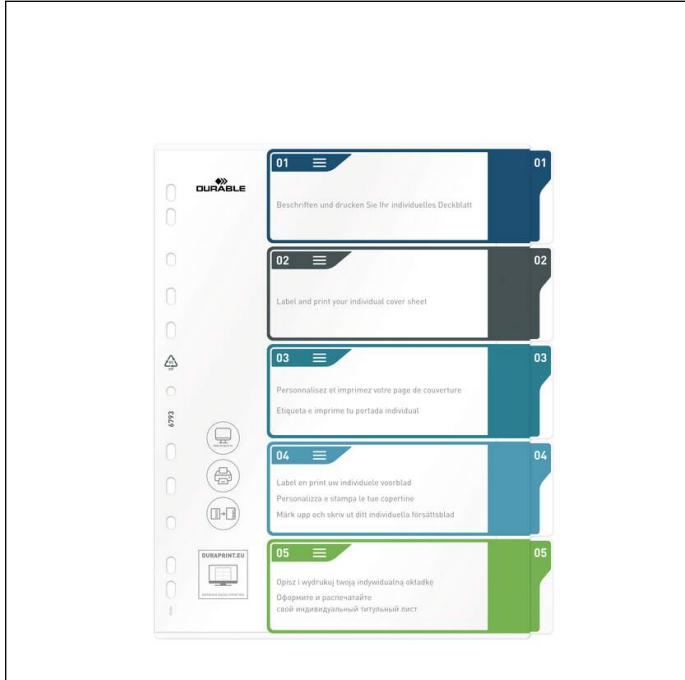 DURABLE
01
01
Beschriften und drucken Sie Ihr individuelles Deckblatt
02
02
Label and print your individual cover sheet
03
03
Personnalisez et imprimez votre page de couverture
Etiqueta e imprime tu portada individual
6793
04
04
Label en print uw individuele voorblad
Personalizza e stampa le tue copertine
Märk upp och skriv ut ditt individuella försättsblad
DURAPRINT.EU
05
05
Opisz i wydrukuj twoją indywidualną okładkę
Оформите и распечатайте
свой индивидуальный титульный лист